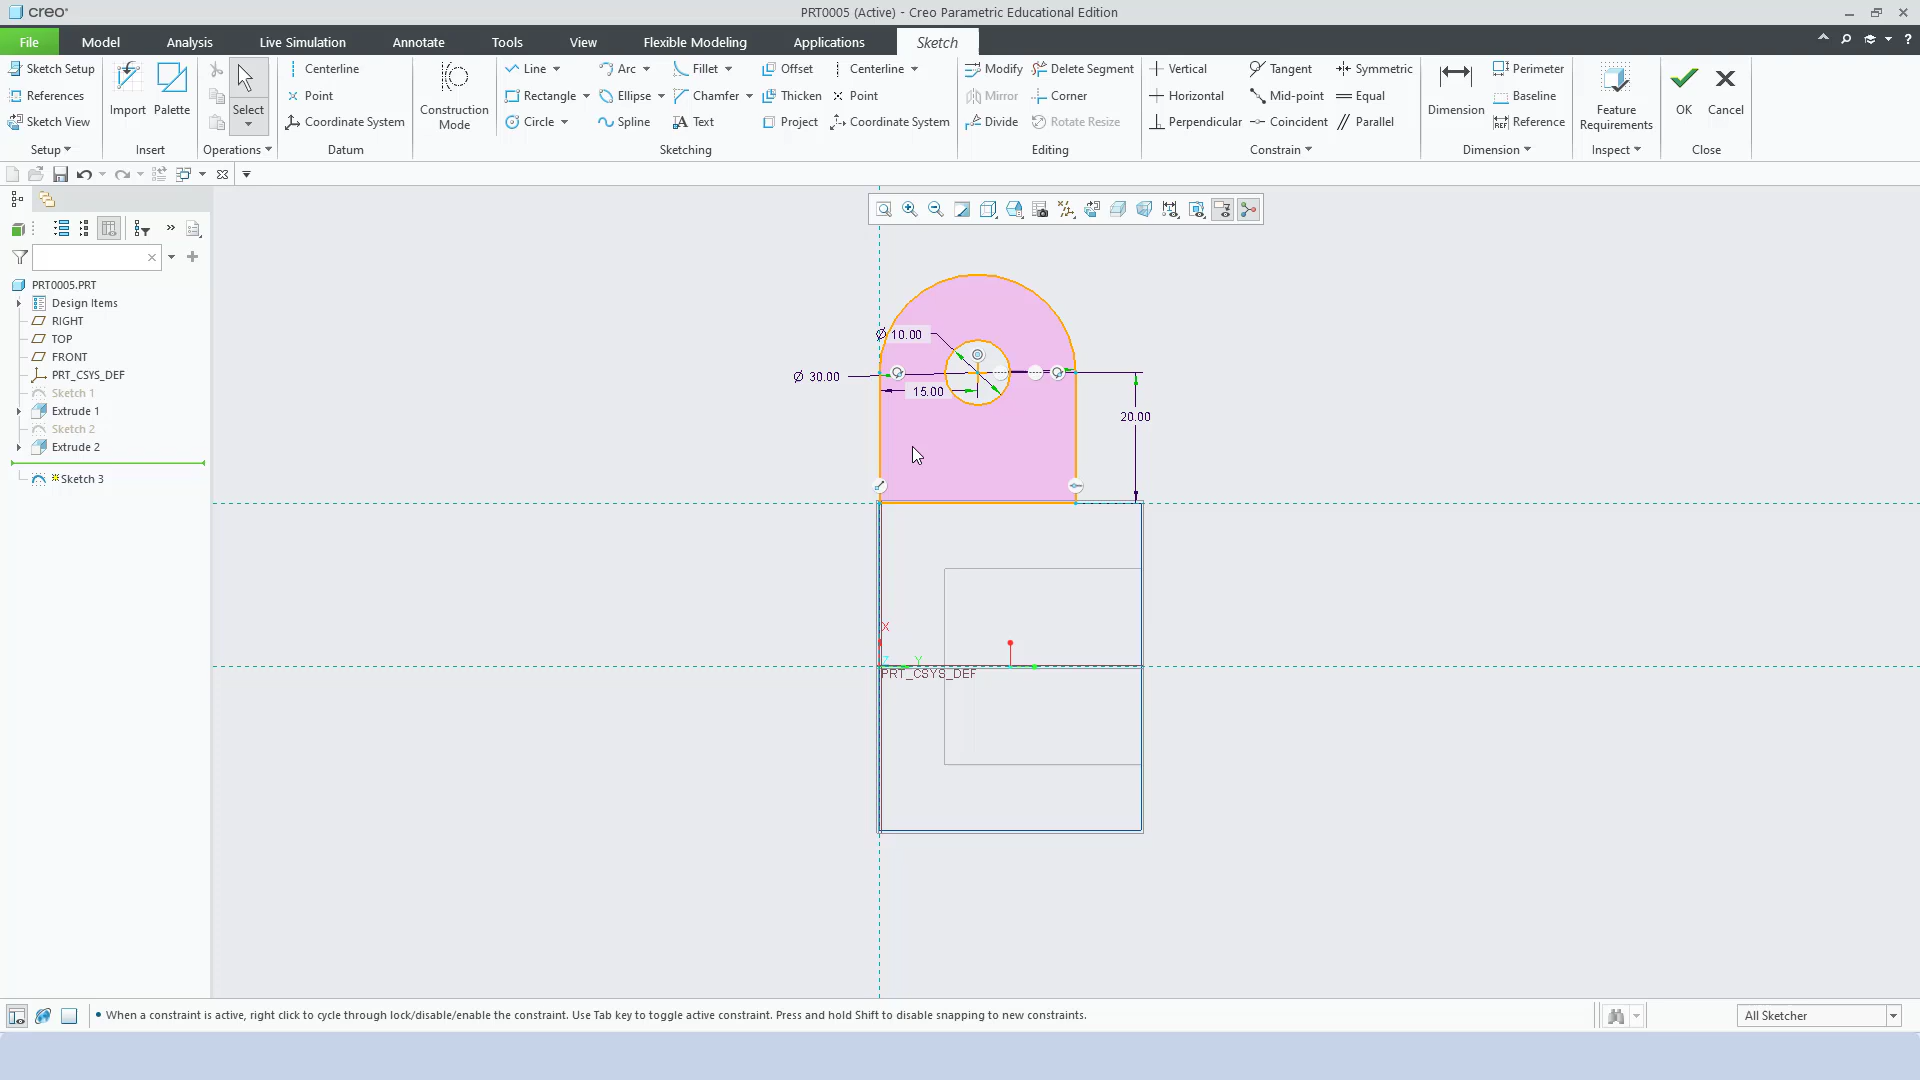 creo
PRT0005 (Active) - Creo Parametric Educational Edition
File Model Analysis Live Simulation Annotate Tools View Flexible Modeling Applications Sketch
Sketch Setup
References
Sketch View
Setup
Import Palette
Insert
Select
Operations
Centerline
Point
Coordinate System
Datum
Construction
Mode
Line Arc Fillet Offset Centerline
Rectangle Ellipse Chamfer Thicken Point
Circle Spline Text Project Coordinate System
Sketching
Modify Delete Segment
Mirror Corner
Divide Rotate Resize
Editing
Vertical Tangent Symmetric
Horizontal Mid-point Equal
Perpendicular Coincident Parallel
Constrain
Dimension
Perimeter
Baseline
Reference
Dimension
Feature
Requirements
Inspect
OK Cancel
Close
PRT0005.PRT
Design Items
RIGHT
TOP
FRONT
PRT_CSYS_DEF
Sketch 1
Extrude 1
Sketch 2
Extrude 2
Sketch 3
Ø 10.00
Ø 30.00
15.00
20.00
X
Z Y
PRT_CSYS_DEF
• When a constraint is active, right click to cycle through lock/disable/enable the constraint. Use Tab key to toggle active constraint. Press and hold Shift to disable snapping to new constraints.
All Sketcher